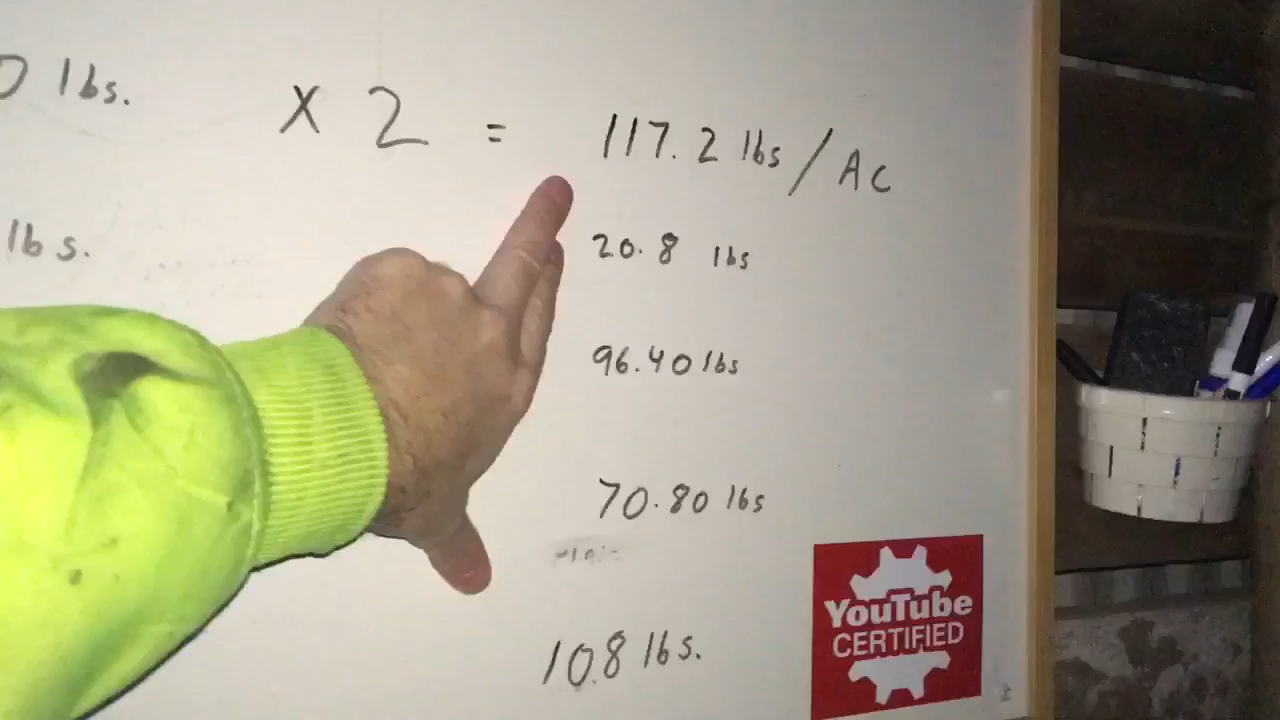 lbs.
x 2 = 117.2 lbs / Ac
lbs.
20.8 lbs
96.40 lbs
70.80 lbs
10.8 lbs.
YouTube
CERTIFIED